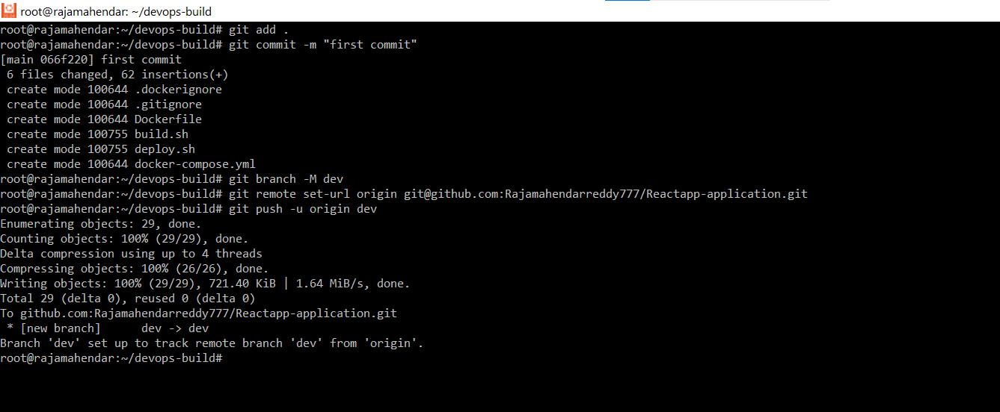 root@rajamahendar: ~/devops-build
root@rajamahendar:~/devops-build# git add .
root@rajamahendar:~/devops-build# git commit -m "first commit"
[main 066f220] first commit
 6 files changed, 62 insertions(+)
 create mode 100644 .dockerignore
 create mode 100644 .gitignore
 create mode 100644 Dockerfile
 create mode 100755 build.sh
 create mode 100755 deploy.sh
 create mode 100644 docker-compose.yml
root@rajamahendar:~/devops-build# git branch -M dev
root@rajamahendar:~/devops-build# git remote set-url origin git@github.com:Rajamahendarreddy777/Reactapp-application.git
root@rajamahendar:~/devops-build# git push -u origin dev
Enumerating objects: 29, done.
Counting objects: 100% (29/29), done.
Delta compression using up to 4 threads
Compressing objects: 100% (26/26), done.
Writing objects: 100% (29/29), 721.40 KiB | 1.64 MiB/s, done.
Total 29 (delta 0), reused 0 (delta 0)
To github.com:Rajamahendarreddy777/Reactapp-application.git
 * [new branch]      dev -> dev
Branch 'dev' set up to track remote branch 'dev' from 'origin'.
root@rajamahendar:~/devops-build#